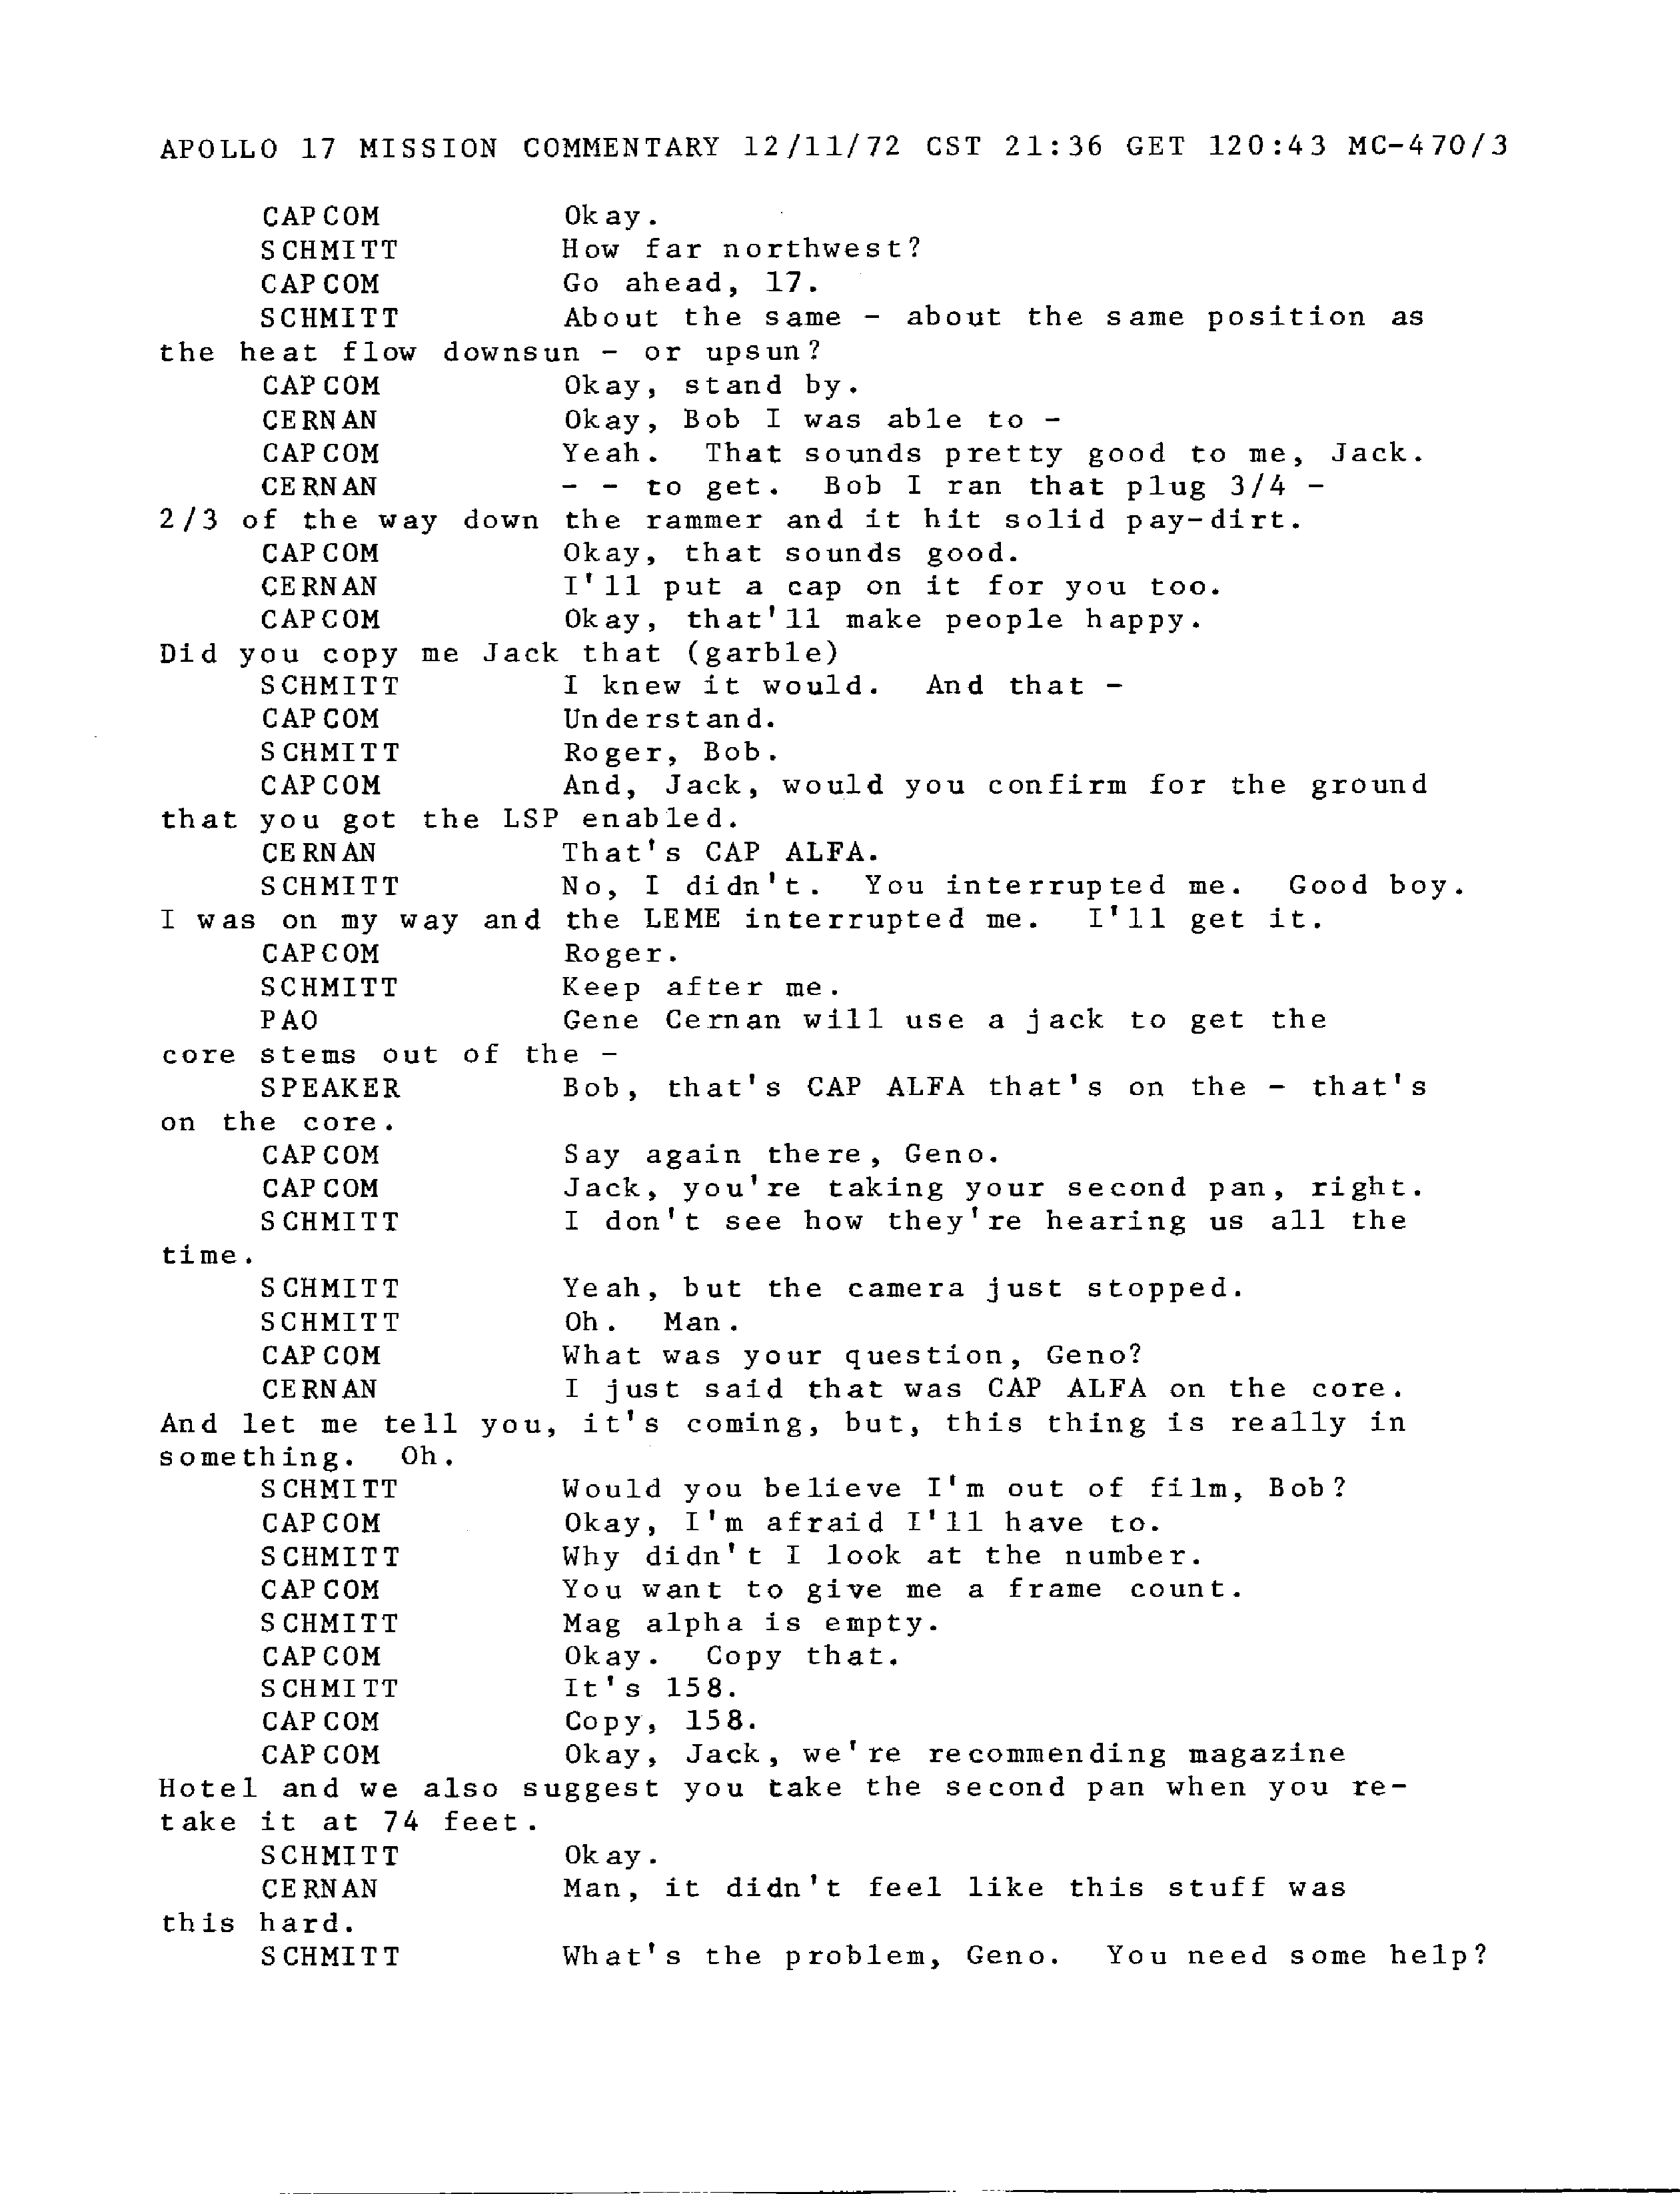 APOLLO 17 MISSION COMMENTARY 12/11/72 CST 21:36 GET 120:43 MC-470/3
CAPCOM Okay.
SCHMITT How far northwest?
CAPCOM Go ahead, 17.
SCHMITT About the same - about the same position as
the heat flow downsun - or upsun?
CAPCOM Okay, stand by.
CERNAN Okay, Bob I was able to -
CAPCOM Yeah. That sounds pretty good to me, Jack.
CERNAN - - to get. Bob I ran that plug 3/4 -
2/3 of the way down the rammer and it hit solid pay-dirt.
CAPCOM Okay, that sounds good.
CERNAN I'll put a cap on it for you too.
CAPCOM Okay, that'll make people happy.
Did you copy me Jack that (garble)
SCHMITT I knew it would. And that -
CAPCOM Understand.
SCHMITT Roger, Bob.
CAPCOM And, Jack, would you confirm for the ground
that you got the LSP enabled.
CERNAN That's CAP ALFA.
SCHMITT No, I didn't. You interrupted me. Good boy.
I was on my way and the LEME interrupted me. I'll get it.
CAPCOM Roger.
SCHMITT Keep after me.
PAO Gene Cernan will use a jack to get the
core stems out of the -
SPEAKER Bob, that's CAP ALFA that's on the - that's
on the core.
CAPCOM Say again there, Geno.
CAPCOM Jack, you're taking your second pan, right.
SCHMITT I don't see how they're hearing us all the
time.
SCHMITT Yeah, but the camera just stopped.
SCHMITT Oh. Man.
CAPCOM What was your question, Geno?
CERNAN I just said that was CAP ALFA on the core.
And let me tell you, it's coming, but, this thing is really in
something. Oh.
SCHMITT Would you believe I'm out of film, Bob?
CAPCOM Okay, I'm afraid I'll have to.
SCHMITT Why didn't I look at the number.
CAPCOM You want to give me a frame count.
SCHMITT Mag alpha is empty.
CAPCOM Okay. Copy that.
SCHMITT It's 158.
CAPCOM Copy, 158.
CAPCOM Okay, Jack, we're recommending magazine
Hotel and we also suggest you take the second pan when you re-
take it at 74 feet.
SCHMITT Okay.
CERNAN Man, it didn't feel like this stuff was
this hard.
SCHMITT What's the problem, Geno. You need some help?